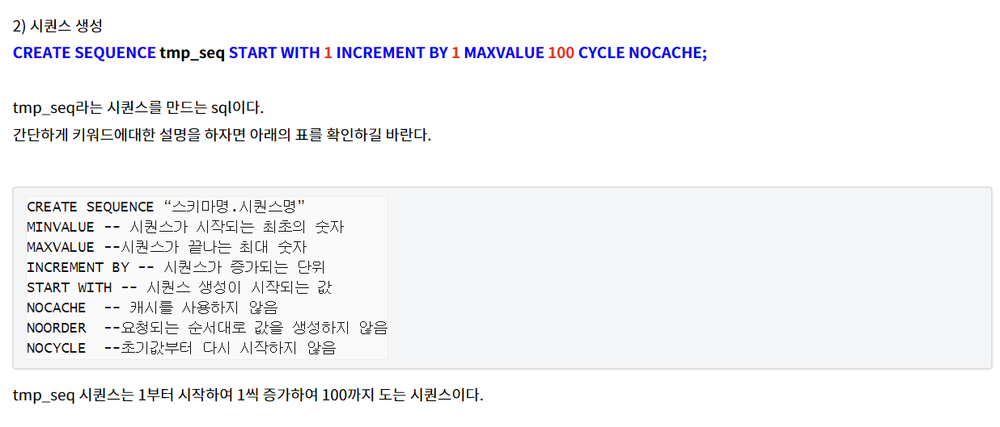 2) 시퀀스 생성
CREATE SEQUENCE tmp_seq START WITH 1 INCREMENT BY 1 MAXVALUE 100 CYCLE NOCACHE;
tmp_seq라는 시퀀스를 만드는 sql이다.
간단하게 키워드에대한 설명을 하자면 아래의 표를 확인하길 바란다.
CREATE SEQUENCE “스키마명.시퀀스명”
MINVALUE -- 시퀀스가 시작되는 최초의 숫자
MAXVALUE --시퀀스가 끝나는 최대 숫자
INCREMENT BY -- 시퀀스가 증가되는 단위
START WITH -- 시퀀스 생성이 시작되는 값
NOCACHE  -- 캐시를 사용하지 않음
NOORDER  --요청되는 순서대로 값을 생성하지 않음
NOCYCLE  --초기값부터 다시 시작하지 않음
tmp_seq 시퀀스는 1부터 시작하여 1씩 증가하여 100까지 도는 시퀀스이다.